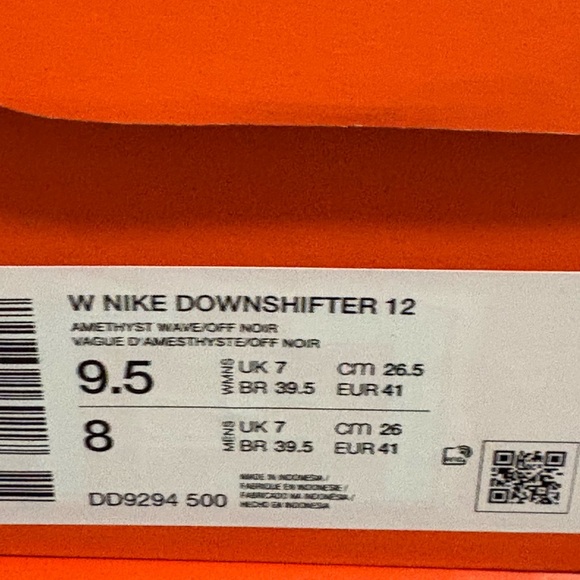 W NIKE DOWNSHIFTER 12
AMETHYST WAVE/OFF NOIR
VAGUE D'AMESTHYSTE/OFF NOIR
9.5 WMNS UK 7 CM 26.5
BR 39.5 EUR 41
8 MENS UK 7 CM 26
BR 39.5 EUR 41
DD9294 500
MADE IN INDONESIA /
FABRIQUE EN INDONESIE /
FABRICADO NA INDONESIA /
HECHO EN INDONESIA